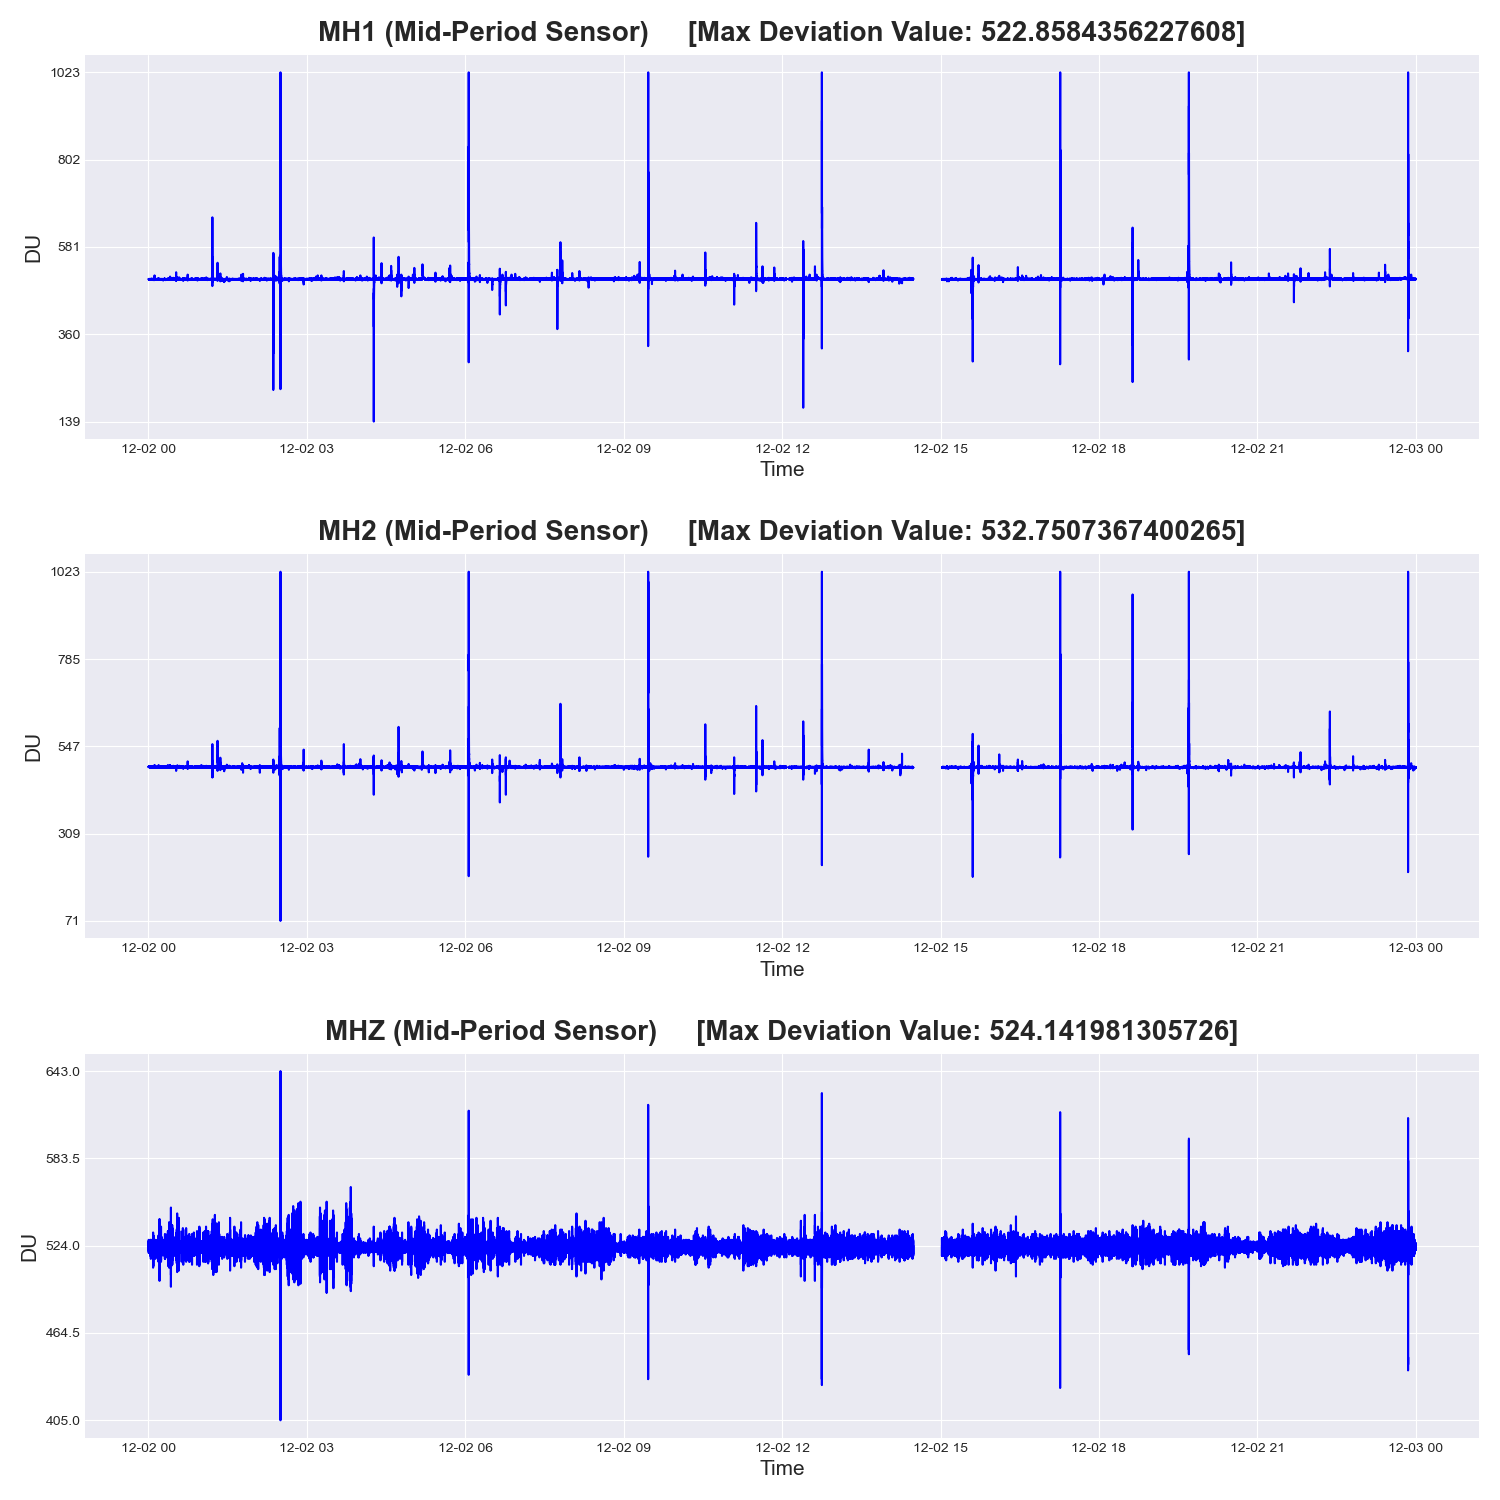 MH1 (Mid-Period Sensor) [Max Deviation Value: 522.8584356227608]
1023
802
581
360
139
DU
12-02 00 12-02 03 12-02 06 12-02 09 12-02 12 12-02 15 12-02 18 12-02 21 12-03 00
Time
MH2 (Mid-Period Sensor) [Max Deviation Value: 532.7507367400265]
1023
785
547
309
71
DU
12-02 00 12-02 03 12-02 06 12-02 09 12-02 12 12-02 15 12-02 18 12-02 21 12-03 00
Time
MHZ (Mid-Period Sensor) [Max Deviation Value: 524.141981305726]
643.0
583.5
524.0
464.5
405.0
DU
12-02 00 12-02 03 12-02 06 12-02 09 12-02 12 12-02 15 12-02 18 12-02 21 12-03 00
Time